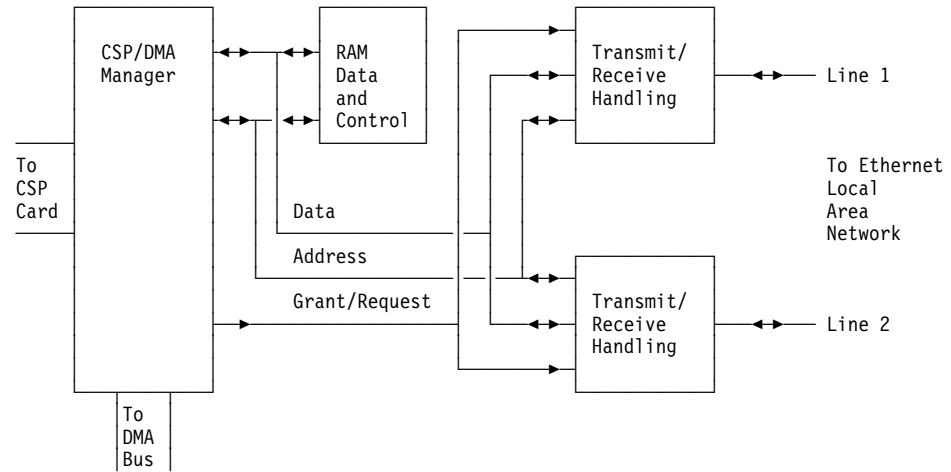 CSP/DMA
Manager
RAM
Data
and
Control
Transmit/
Receive
Handling
Line 1
To
CSP
Card
To Ethernet
Local
Area
Network
Data
Address
Grant/Request
Transmit/
Receive
Handling
Line 2
To
DMA
Bus